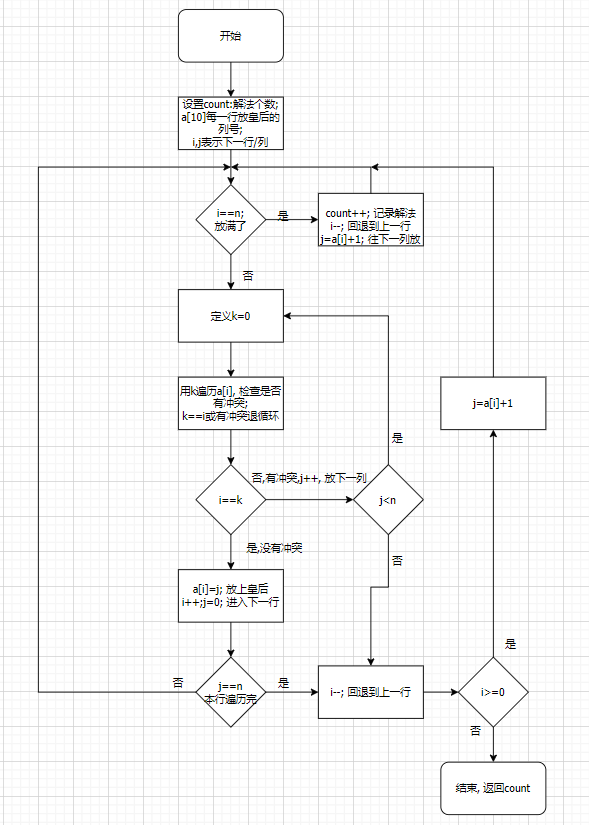 开始
设置count:解法个数;
a[10]每一行放皇后的
列号;
i,j表示下一行/列
i==n;
放满了
是
count++; 记录解法
i--; 回退到上一行
j=a[i]+1; 往下一列放
否
定义k=0
用k遍历a[i], 检查是否
有冲突;
k==i或有冲突退循环
j=a[i]+1
是
i==k
否,有冲突,j++, 放下一列
j<n
是,没有冲突
否
a[i]=j; 放上皇后
i++;j=0; 进入下一行
是
否
j==n
本行遍历完
是
i--; 回退到上一行
i>=0
否
结束, 返回count